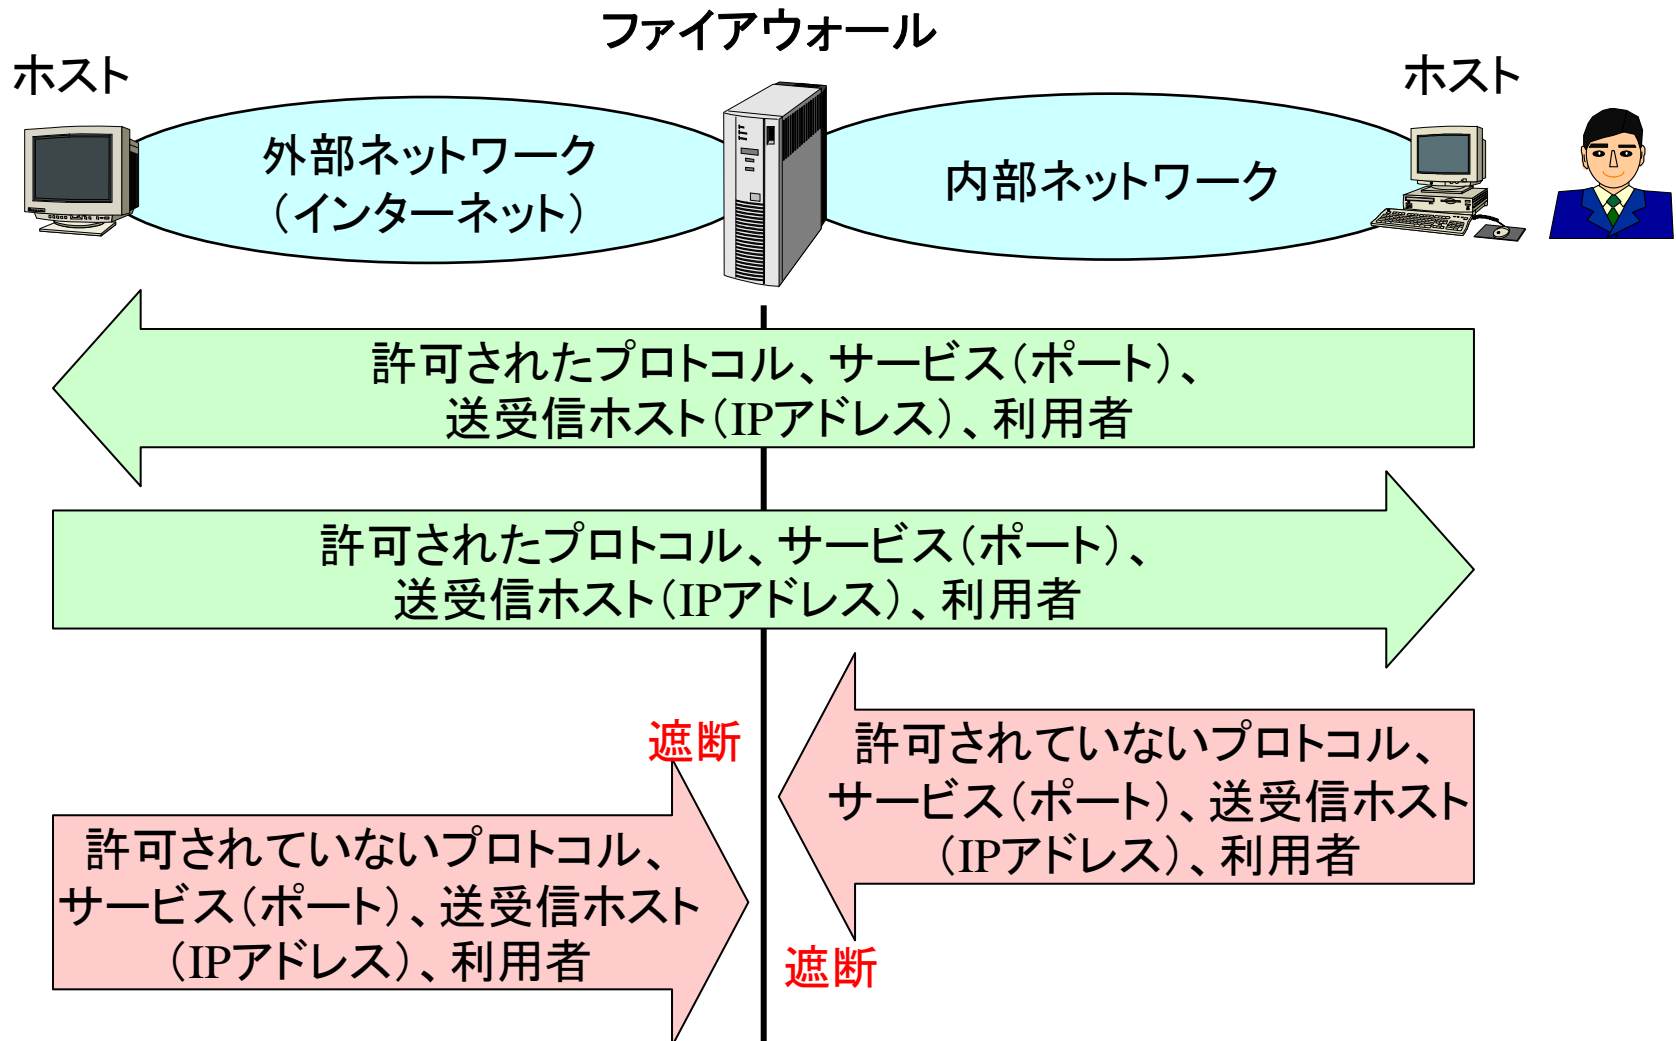 ファイアウォール
ホスト
ホスト
外部ネットワーク
（インターネット）
内部ネットワーク
許可されたプロトコル、サービス（ポート）、
送受信ホスト（IPアドレス）、利用者
許可されたプロトコル、サービス（ポート）、
送受信ホスト（IPアドレス）、利用者
遮断
許可されていないプロトコル、
サービス（ポート）、送受信ホスト
（IPアドレス）、利用者
許可されていないプロトコル、
サービス（ポート）、送受信ホスト
（IPアドレス）、利用者
遮断